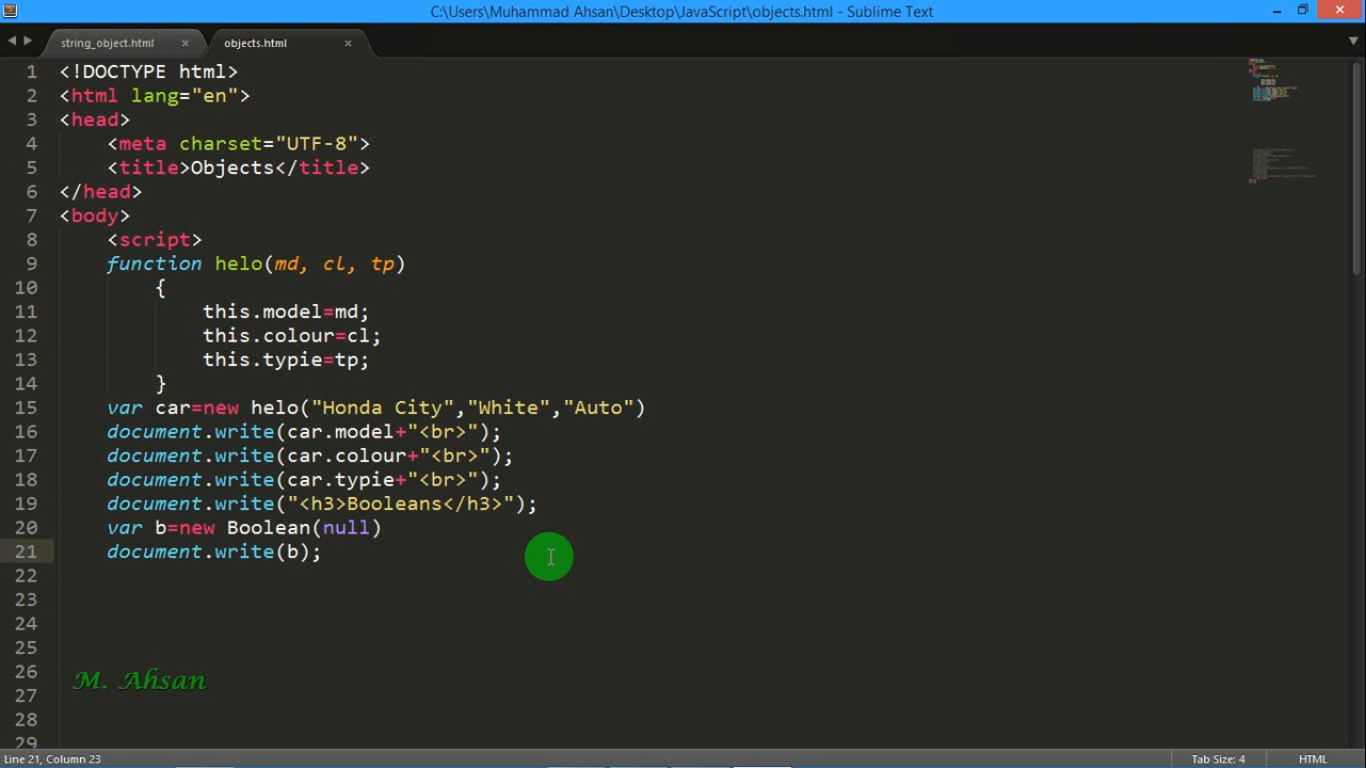 C:\Users\Muhammad Ahsan\Desktop\JavaScript\objects.html - Sublime Text
string_object.html × objects.html ×
1 <!DOCTYPE html>
2 <html lang="en">
3 <head>
4     <meta charset="UTF-8">
5     <title>Objects</title>
6 </head>
7 <body>
8     <script>
9     function helo(md, cl, tp)
10         {
11             this.model=md;
12             this.colour=cl;
13             this.typie=tp;
14         }
15     var car=new helo("Honda City","White","Auto")
16     document.write(car.model+"<br>");
17     document.write(car.colour+"<br>");
18     document.write(car.typie+"<br>");
19     document.write("<h3>Booleans</h3>");
20     var b=new Boolean(null)
21     document.write(b);
22
23
24
25
26
M. Ahsan
27
28
29
Line 21, Column 23 Tab Size: 4 HTML